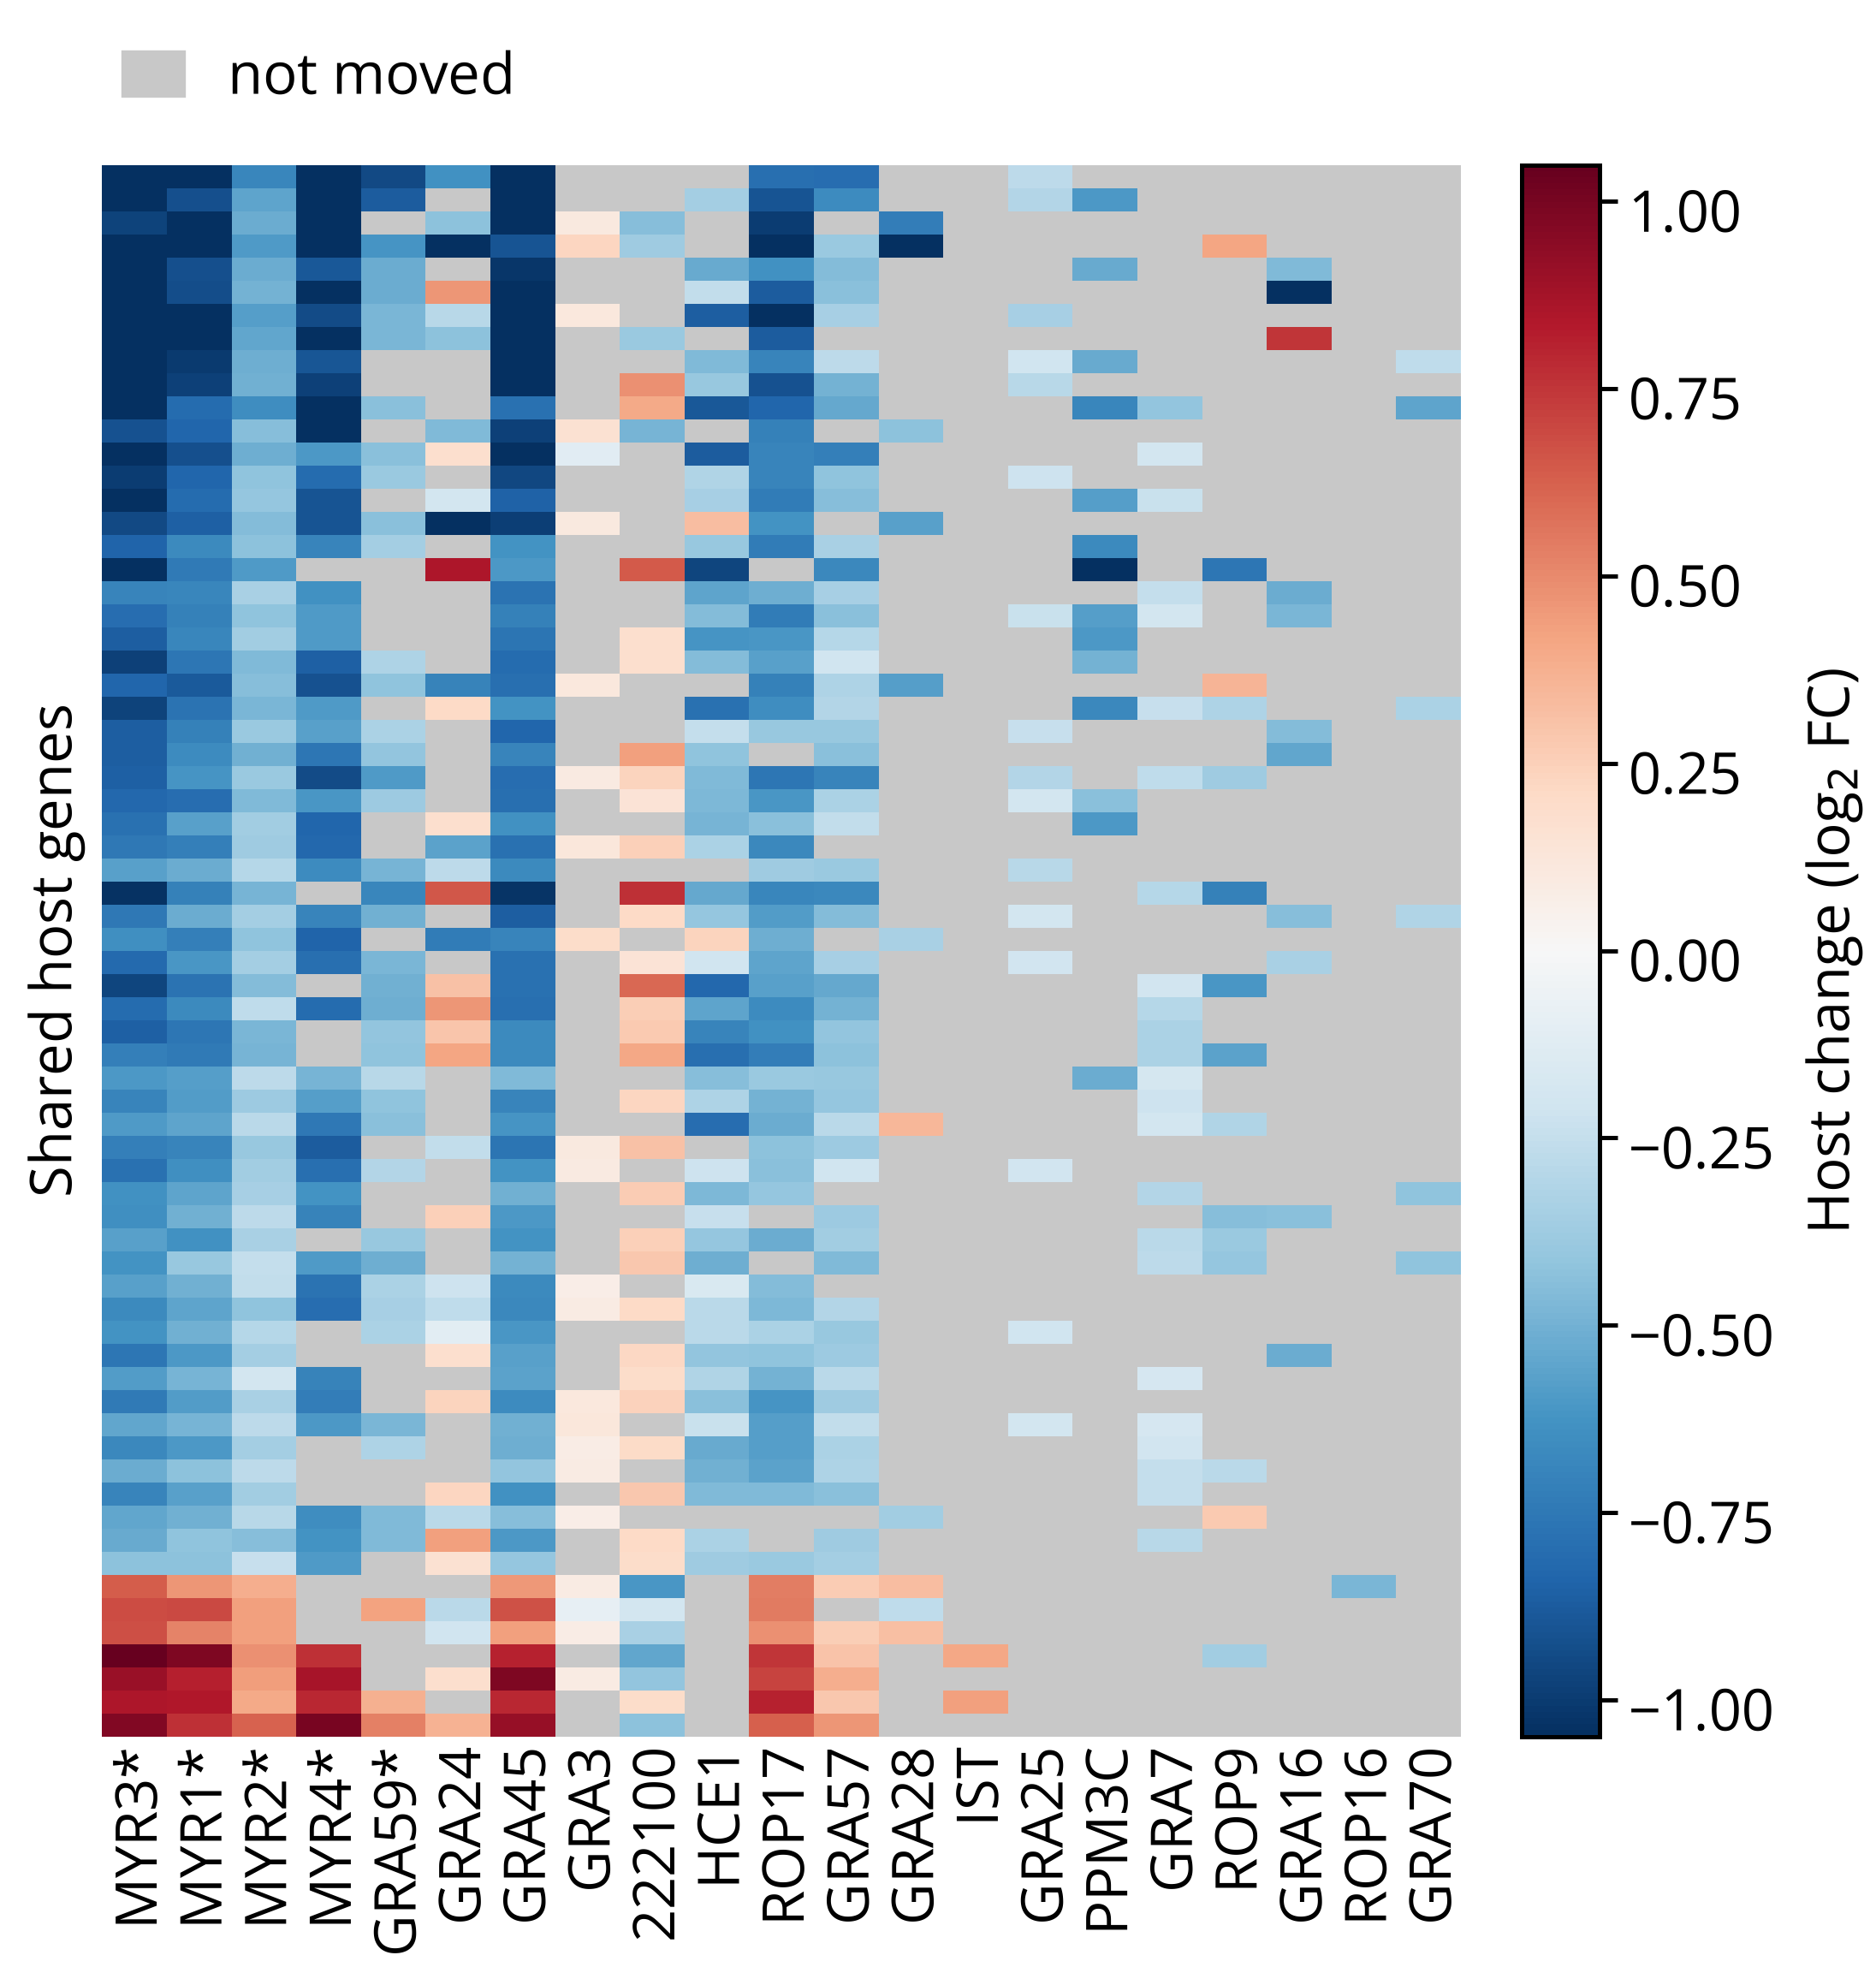 not moved
Shared host genes
MYR3*
MYR1*
MYR2*
MYR4*
GRA59*
GRA24
GRA45
GRA3
222100
HCE1
ROP17
GRA57
GRA28
IST
GRA25
PPM3C
GRA7
ROP9
GRA16
ROP16
GRA70
1.00
0.75
0.50
0.25
0.00
−0.25
−0.50
−0.75
−1.00
Host change (log₂ FC)